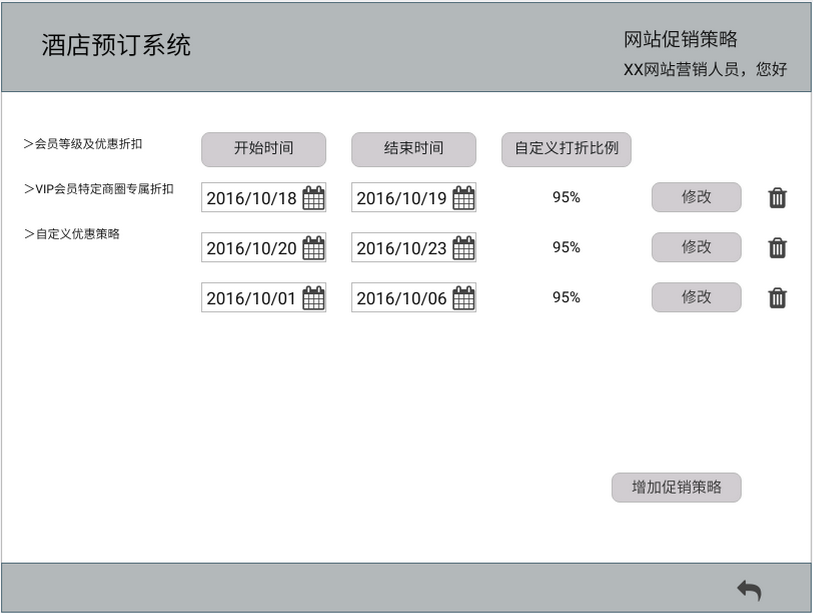 酒店预订系统
网站促销策略
XX网站营销人员，您好
＞会员等级及优惠折扣
开始时间
结束时间
自定义打折比例
＞VIP会员特定商圈专属折扣
2016/10/18
2016/10/19
95%
修改
＞自定义优惠策略
2016/10/20
2016/10/23
95%
修改
2016/10/01
2016/10/06
95%
修改
增加促销策略